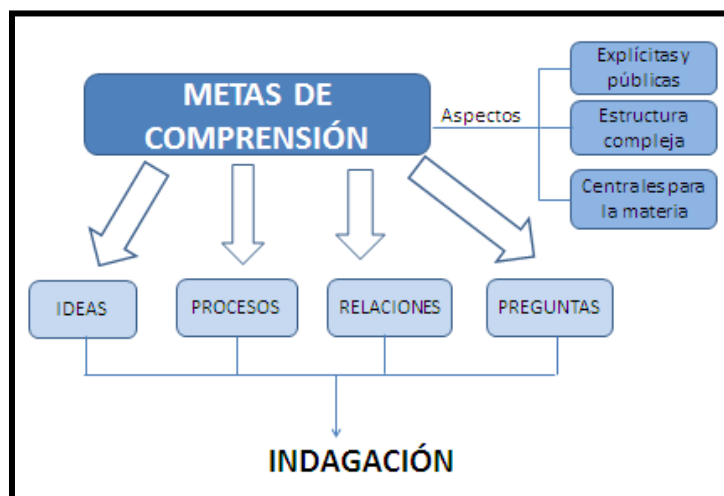 METAS DE
COMPRENSIÓN
Aspectos
Explícitas y
públicas
Estructura
compleja
Centrales para
la materia
IDEAS
PROCESOS
RELACIONES
PREGUNTAS
INDAGACIÓN